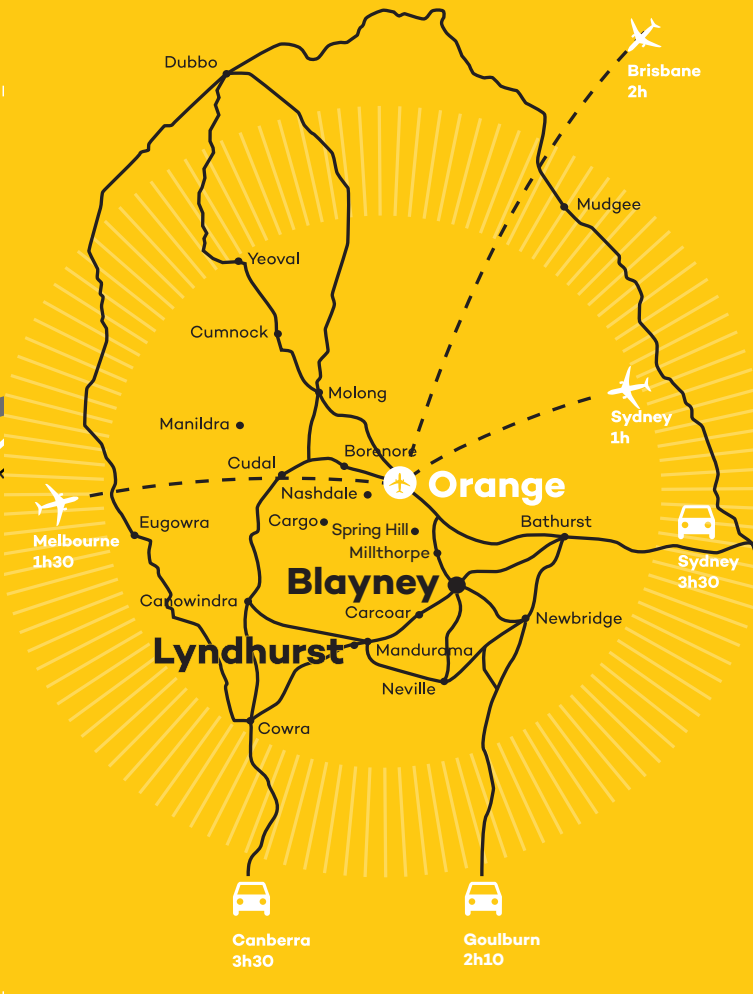 Dubbo
Brisbane
2h
Mudgee
Yeoval
Cumnock
Molong
Manildra
Sydney
1h
Borenore
Cudal
Orange
Nashdale
Cargo
Spring Hill
Bathurst
Eugowra
Melbourne
1h30
Millthorpe
Sydney
3h30
Blayney
Canowindra
Carcoar
Newbridge
Lyndhurst
Mandurama
Neville
Cowra
Canberra
3h30
Goulburn
2h10